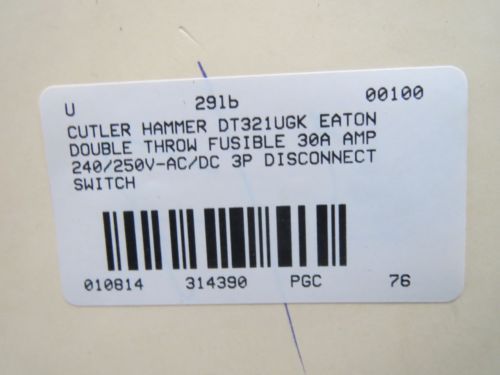 U 29lb 00100
CUTLER HAMMER DT321UGK EATON
DOUBLE THROW FUSIBLE 30A AMP
240/250V-AC/DC 3P DISCONNECT
SWITCH
010814 314390 PGC 76